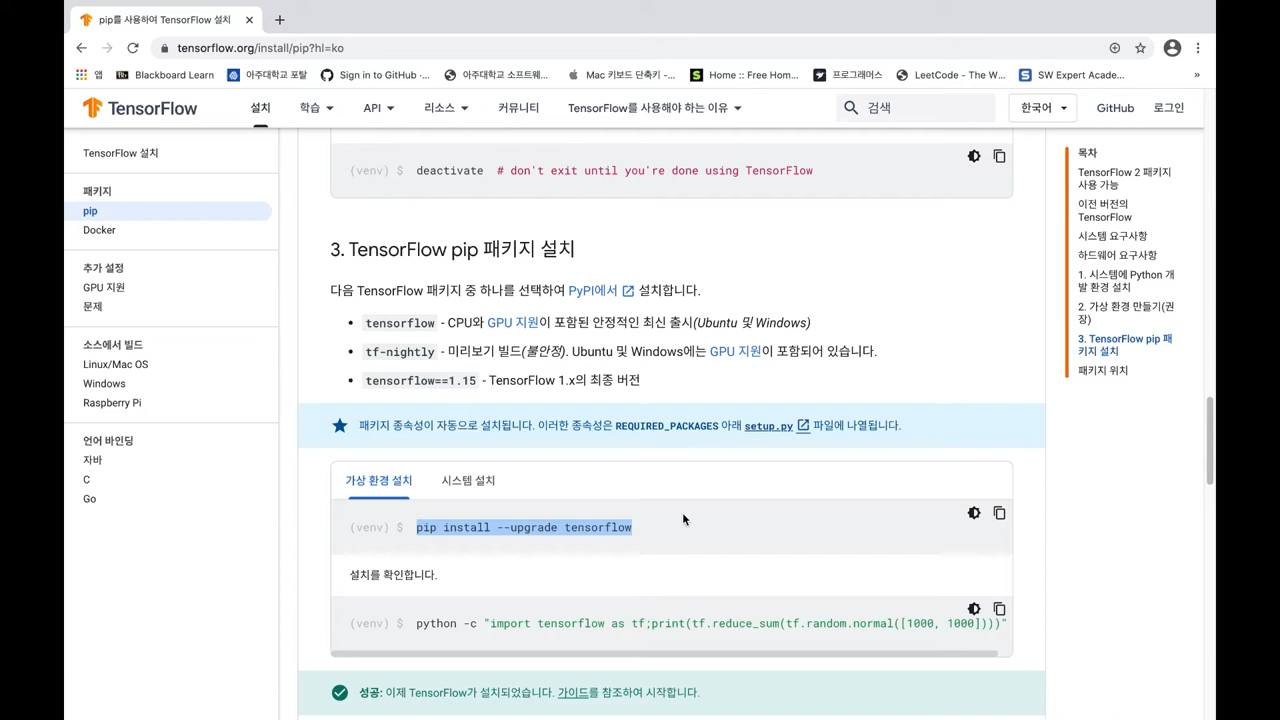 pip를 사용하여 TensorFlow 설치
tensorflow.org/install/pip?hl=ko
앱
Blackboard Learn
아주대학교 포탈
Sign in to GitHub ·...
아주대학교 소프트웨...
Mac 키보드 단축키 -...
Home :: Free Hom...
프로그래머스
LeetCode - The W...
SW Expert Acade...
»
TensorFlow
설치
학습
API
리소스
커뮤니티
TensorFlow를 사용해야 하는 이유
검색
한국어
GitHub
로그인
TensorFlow 설치
패키지
pip
Docker
추가 설정
GPU 지원
문제
소스에서 빌드
Linux/Mac OS
Windows
Raspberry Pi
언어 바인딩
자바
C
Go
(venv) $ deactivate # don't exit until you're done using TensorFlow
3. TensorFlow pip 패키지 설치
다음 TensorFlow 패키지 중 하나를 선택하여 PyPI에서 설치합니다.
• tensorflow - CPU와 GPU 지원이 포함된 안정적인 최신 출시(Ubuntu 및 Windows)
• tf-nightly - 미리보기 빌드(불안정). Ubuntu 및 Windows에는 GPU 지원이 포함되어 있습니다.
• tensorflow==1.15 - TensorFlow 1.x의 최종 버전
패키지 종속성이 자동으로 설치됩니다. 이러한 종속성은 REQUIRED_PACKAGES 아래 setup.py 파일에 나열됩니다.
가상 환경 설치
시스템 설치
(venv) $ pip install --upgrade tensorflow
설치를 확인합니다.
(venv) $ python -c "import tensorflow as tf;print(tf.reduce_sum(tf.random.normal([1000, 1000])))"
성공: 이제 TensorFlow가 설치되었습니다. 가이드를 참조하여 시작합니다.
목차
TensorFlow 2 패키지
사용 가능
이전 버전의
TensorFlow
시스템 요구사항
하드웨어 요구사항
1. 시스템에 Python 개
발 환경 설치
2. 가상 환경 만들기(권
장)
3. TensorFlow pip 패
키지 설치
패키지 위치